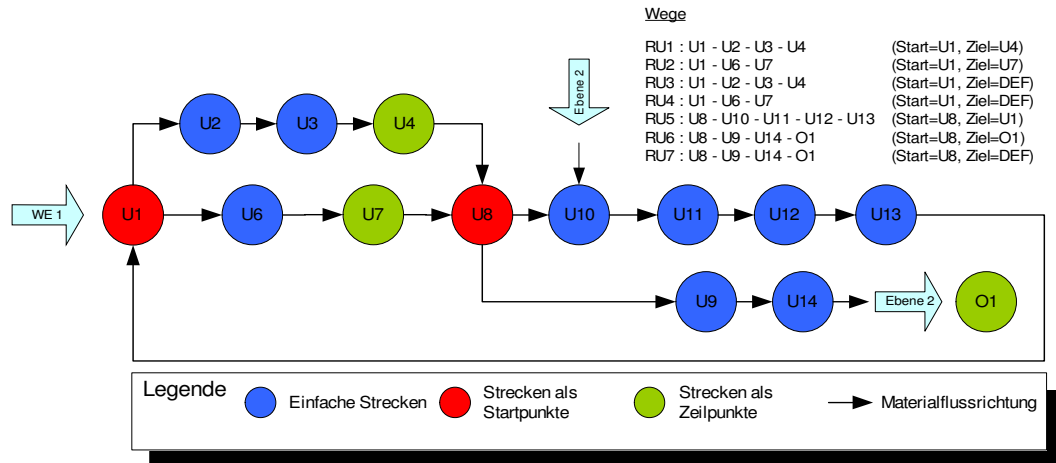 Wege
RU1 : U1 - U2 - U3 - U4 (Start=U1, Ziel=U4)
RU2 : U1 - U6 - U7 (Start=U1, Ziel=U7)
RU3 : U1 - U2 - U3 - U4 (Start=U1, Ziel=DEF)
RU4 : U1 - U6 - U7 (Start=U1, Ziel=DEF)
RU5 : U8 - U10 - U11 - U12 - U13 (Start=U8, Ziel=U1)
RU6 : U8 - U9 - U14 - O1 (Start=U8, Ziel=O1)
RU7 : U8 - U9 - U14 - O1 (Start=U8, Ziel=DEF)
Ebene 2
U2
U3
U4
WE 1
U1
U6
U7
U8
U10
U11
U12
U13
U9
U14
Ebene 2
O1
Legende
Einfache Strecken
Strecken als
Startpunkte
Strecken als
Zeilpunkte
Materialflussrichtung